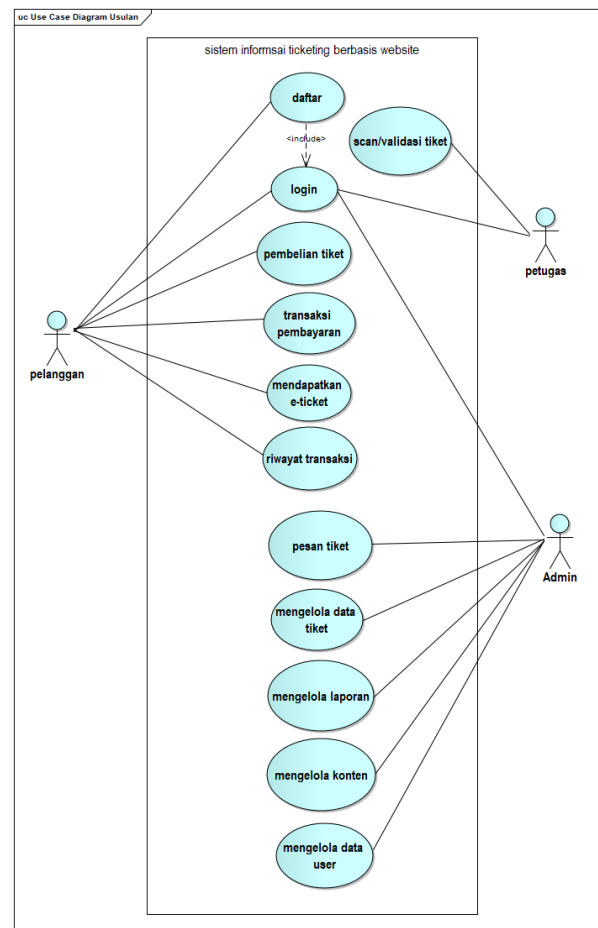 uc Use Case Diagram Usulan
sistem informsai ticketing berbasis website
daftar
<include>
scan/validasi tiket
login
petugas
pembelian tiket
transaksi
pembayaran
pelanggan
mendapatkan
e-ticket
riwayat transaksi
pesan tiket
Admin
mengelola data
tiket
mengelola laporan
mengelola konten
mengelola data
user